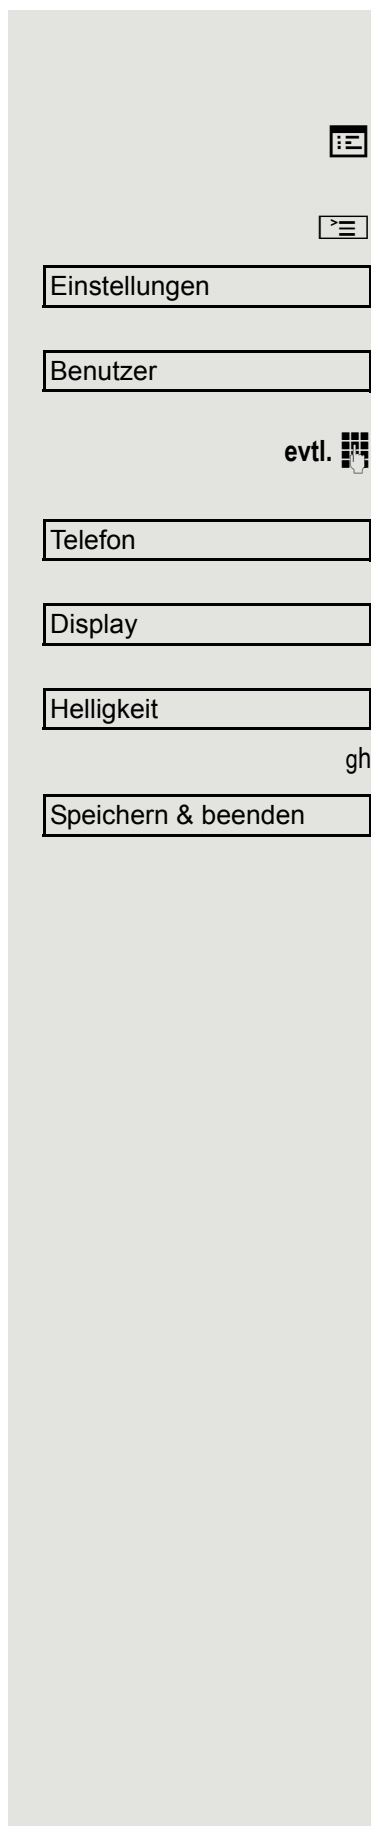 Einstellungen
Benutzer
evtl.
Telefon
Display
Helligkeit
gh
Speichern & beenden